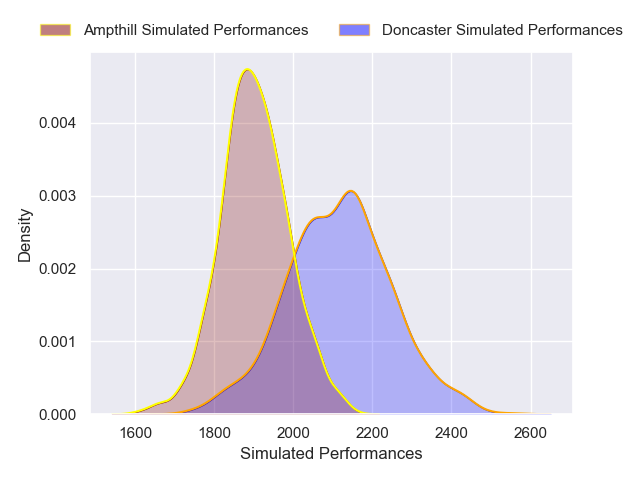 Ampthill Simulated Performances
Doncaster Simulated Performances
0.004
0.003
0.002
0.001
0.000
Density
1600 1800 2000 2200 2400 2600
Simulated Performances